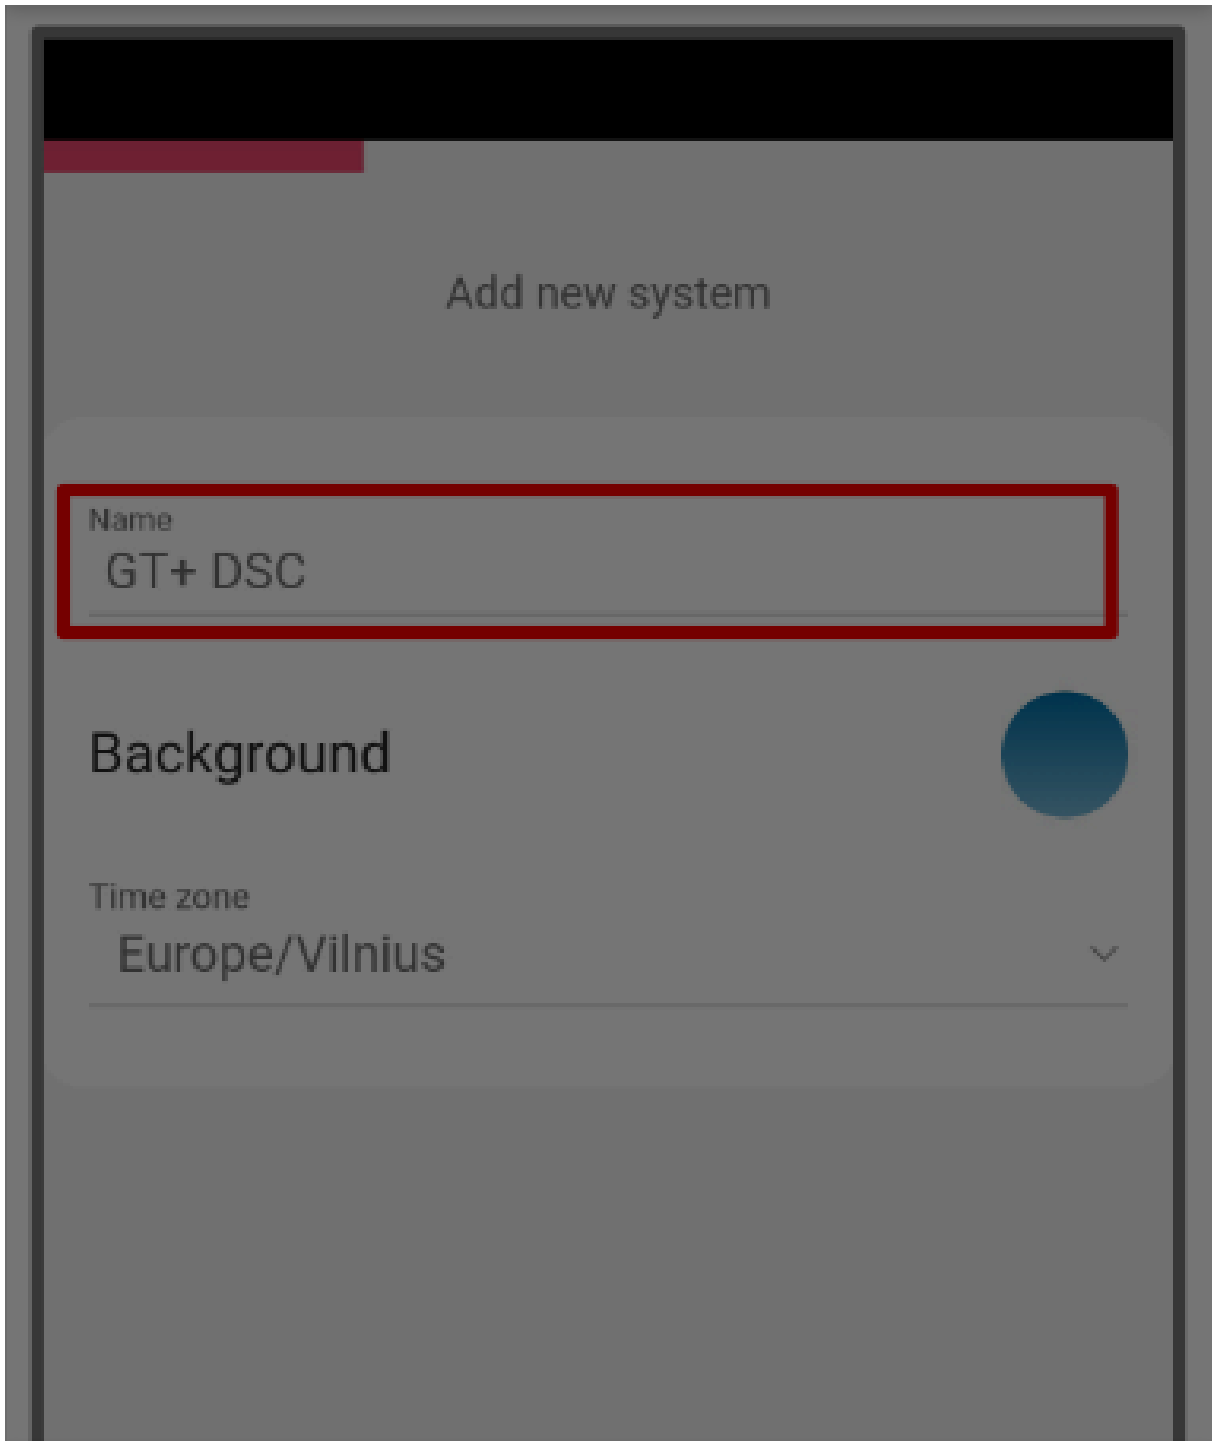 Add new system
Name
GT+ DSC
Background
Time zone
Europe/Vilnius